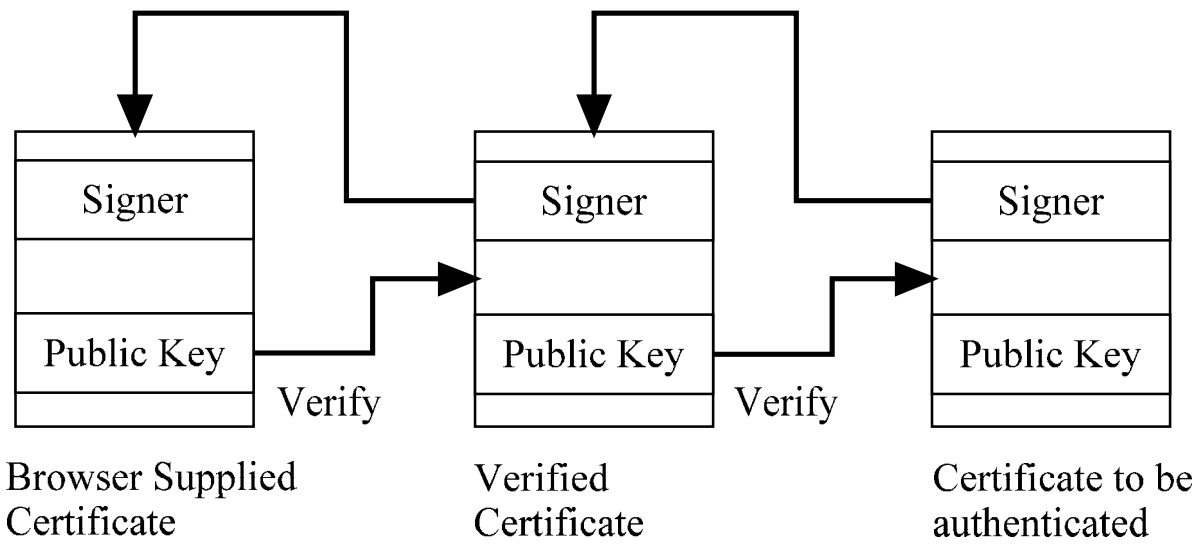 Signer
Signer
Signer
Public Key
Public Key
Public Key
Verify
Verify
Browser Supplied
Certificate
Verified
Certificate
Certificate to be
authenticated